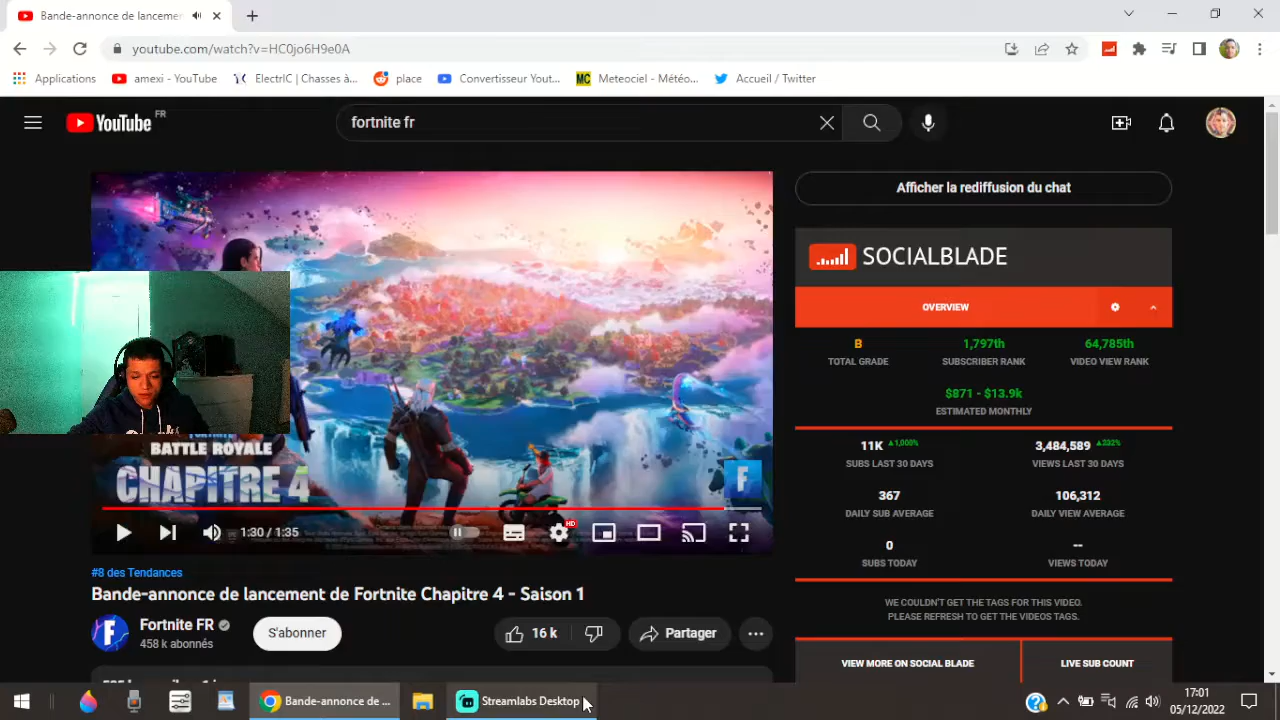 Bande-annonce de lancemen
youtube.com/watch?v=HC0jo6H9e0A
Applications
amexi - YouTube
ElectrIC (Chasses à...
place
Convertisseur Yout...
MC
Meteociel - Météo...
Accueil / Twitter
YouTube FR
fortnite fr
Afficher la rediffusion du chat
SOCIALBLADE
OVERVIEW
B
1,797th
64,785th
TOTAL GRADE
SUBSCRIBER RANK
VIDEO VIEW RANK
$871 - $13.9k
ESTIMATED MONTHLY
11K ▲1,000%
3,484,589 ▲232%
SUBS LAST 30 DAYS
VIEWS LAST 30 DAYS
367
106,312
DAILY SUB AVERAGE
DAILY VIEW AVERAGE
0
--
SUBS TODAY
VIEWS TODAY
WE COULDN'T GET THE TAGS FOR THIS VIDEO.
PLEASE REFRESH TO GET THE VIDEOS TAGS.
VIEW MORE ON SOCIAL BLADE
LIVE SUB COUNT
BATTLE ROYALE
CHAPITRE 4
F
1:30 / 1:35
HD
#8 des Tendances
Bande-annonce de lancement de Fortnite Chapitre 4 - Saison 1
Fortnite FR
458 k abonnés
S'abonner
16 k
Partager
Bande-annonce de ...
Streamlabs Desktop
17:01
05/12/2022